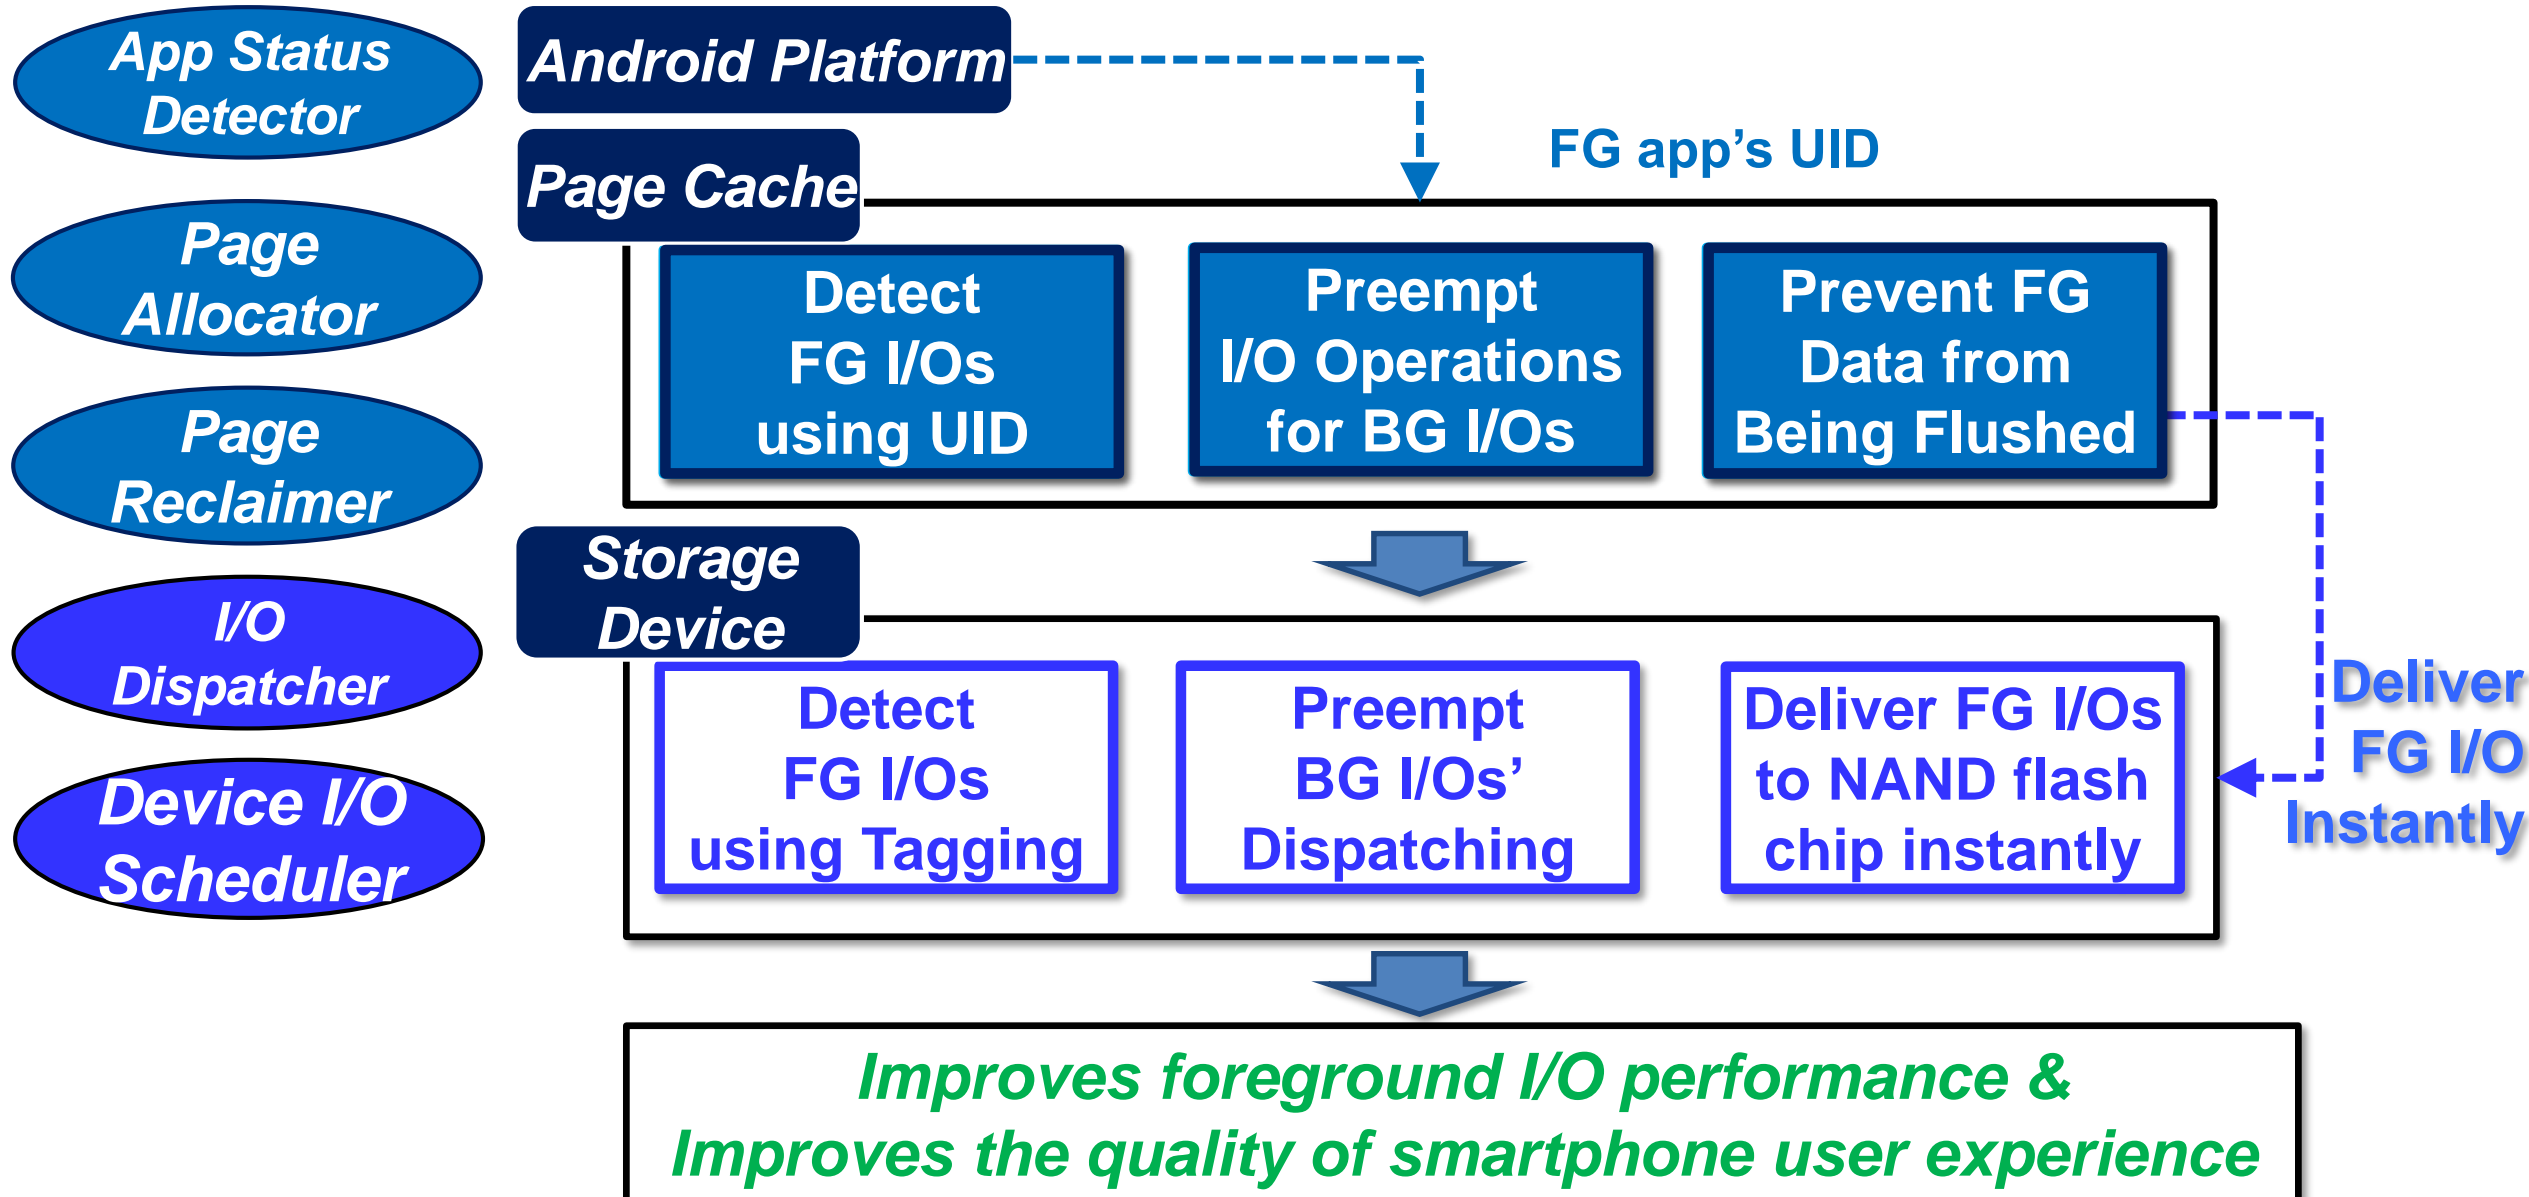 App Status
Detector
Page
Allocator
Page
Reclaimer
I/O
Dispatcher
Device I/O
Scheduler
Android Platform
FG app’s UID
Page Cache
Detect
FG I/Os
using UID
Preempt
I/O Operations
for BG I/Os
Prevent FG
Data from
Being Flushed
Storage
Device
Detect
FG I/Os
using Tagging
Preempt
BG I/Os’
Dispatching
Deliver FG I/Os
to NAND flash
chip instantly
Deliver
FG I/O
Instantly
Improves foreground I/O performance &
Improves the quality of smartphone user experience